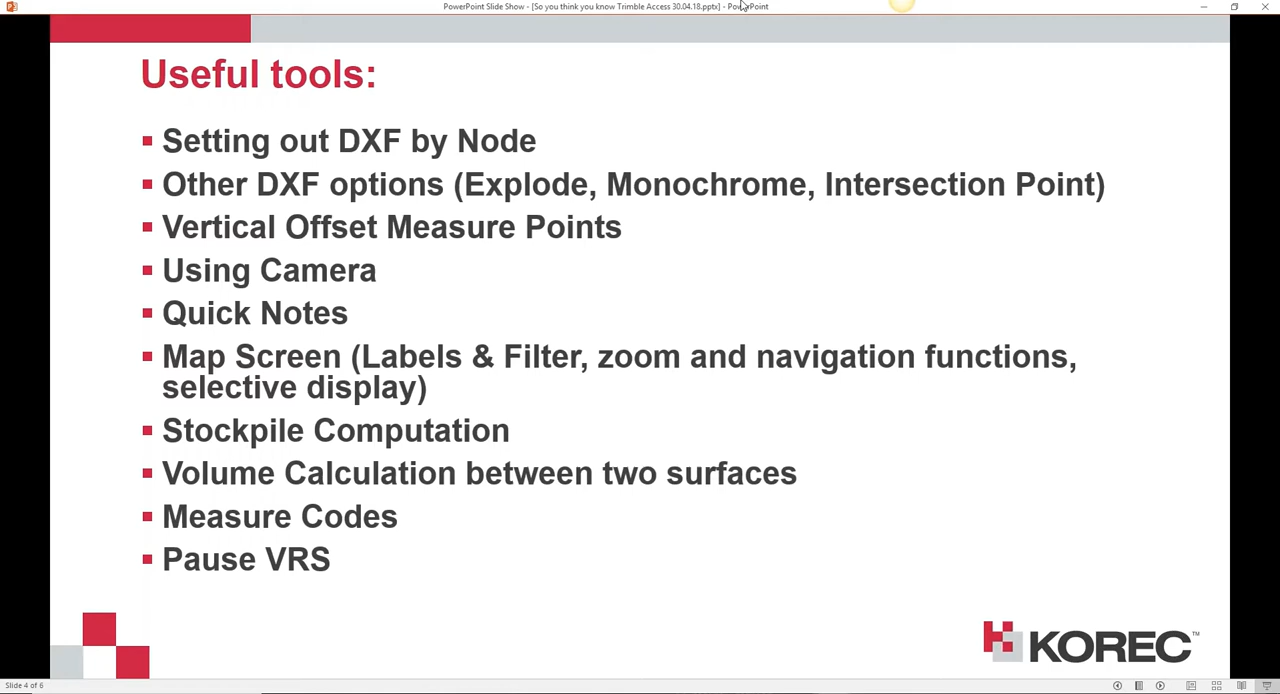 PowerPoint Slide Show - [So you think you know Trimble Access 30.04.18.pptx] - PowerPoint
Useful tools:
Setting out DXF by Node
Other DXF options (Explode, Monochrome, Intersection Point)
Vertical Offset Measure Points
Using Camera
Quick Notes
Map Screen (Labels & Filter, zoom and navigation functions,
selective display)
Stockpile Computation
Volume Calculation between two surfaces
Measure Codes
Pause VRS
KOREC™
Slide 4 of 6